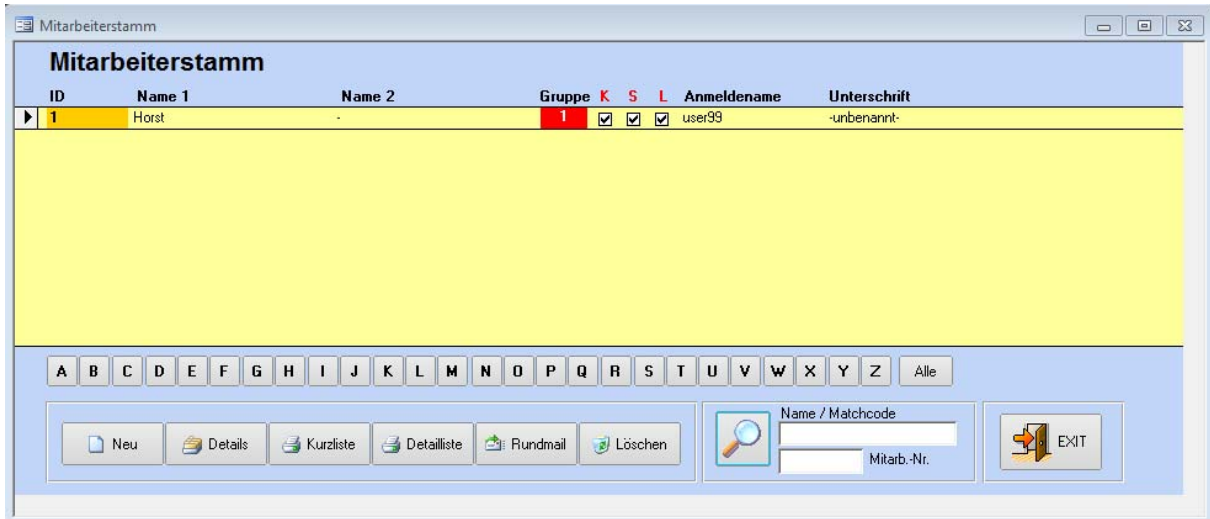 Mitarbeiterstamm
Mitarbeiterstamm
ID Name 1 Name 2 Gruppe K S L Anmeldename Unterschrift
1 Horst - 1 user99 -unbenannt-
A B C D E F G H I J K L M N O P Q R S T U V W X Y Z Alle
Name / Matchcode
Neu Details Kurzliste Detailliste Rundmail Löschen EXIT
Mitarb.-Nr.